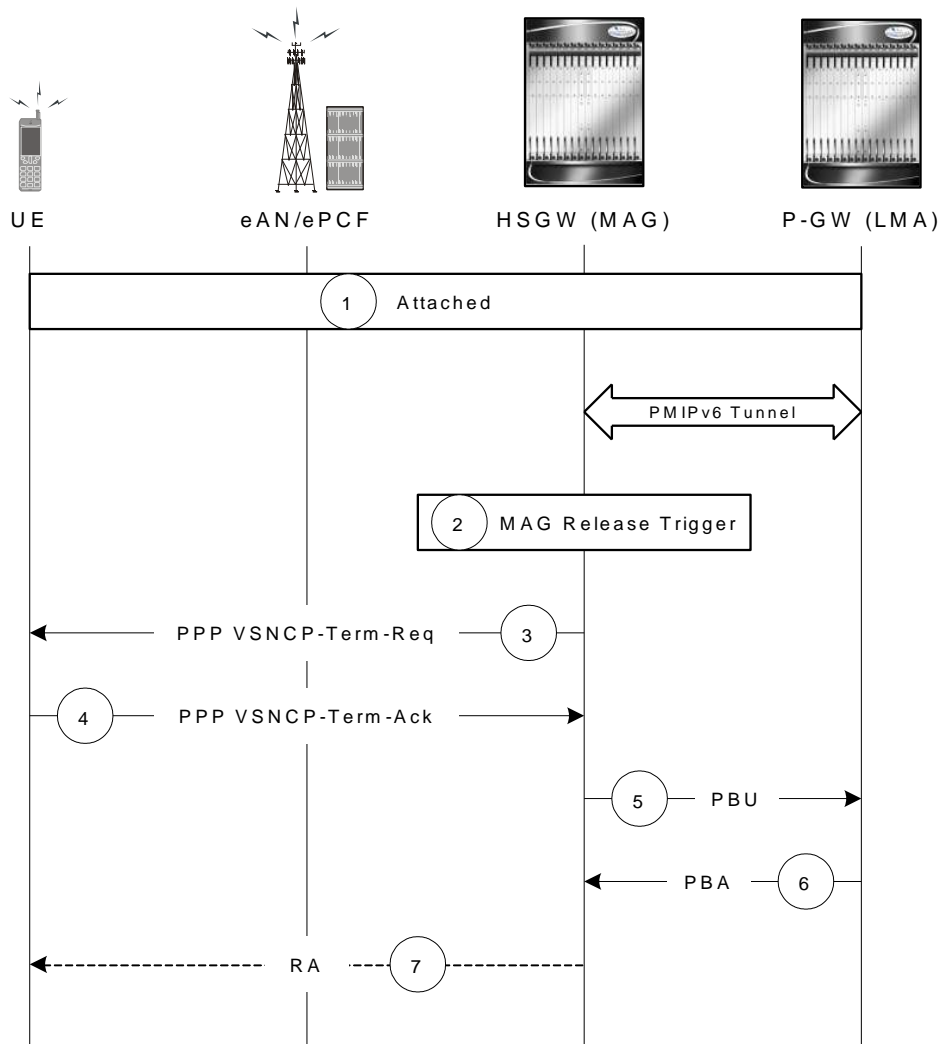 UE
eAN/ePCF
HSGW (MAG)
P-GW (LMA)
1 Attached
PMIPv6 Tunnel
2 MAG Release Trigger
PPP VSNCP-Term-Req 3
4 PPP VSNCP-Term-Ack
5 PBU
PBA 6
RA 7